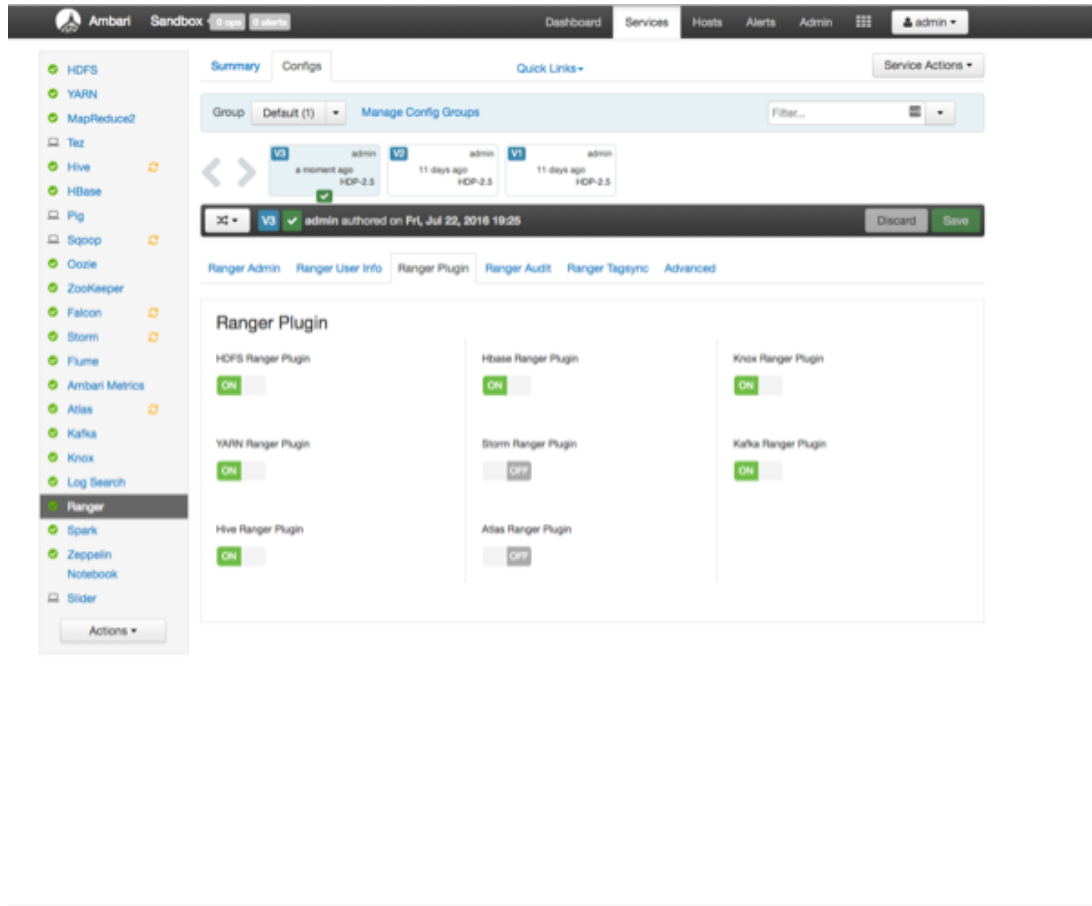 Ambari Sandbox 0 ops 0 alerts Dashboard Services Hosts Alerts Admin admin
HDFS
YARN
MapReduce2
Tez
Hive
HBase
Pig
Sqoop
Oozie
ZooKeeper
Falcon
Storm
Flume
Ambari Metrics
Atlas
Kafka
Knox
Log Search
Ranger
Spark
Zeppelin
Notebook
Slider
Actions
Summary Configs Quick Links Service Actions
Group Default (1) Manage Config Groups Filter...
V3 admin V2 admin V1 admin
a moment ago 11 days ago 11 days ago
HDP-2.5 HDP-2.5 HDP-2.5
V3 admin authored on Fri, Jul 22, 2016 19:25 Discard Save
Ranger Admin Ranger User Info Ranger Plugin Ranger Audit Ranger Tagsync Advanced
Ranger Plugin
HDFS Ranger Plugin Hbase Ranger Plugin Knox Ranger Plugin
ON ON ON
YARN Ranger Plugin Storm Ranger Plugin Kafka Ranger Plugin
ON OFF ON
Hive Ranger Plugin Atlas Ranger Plugin
ON OFF